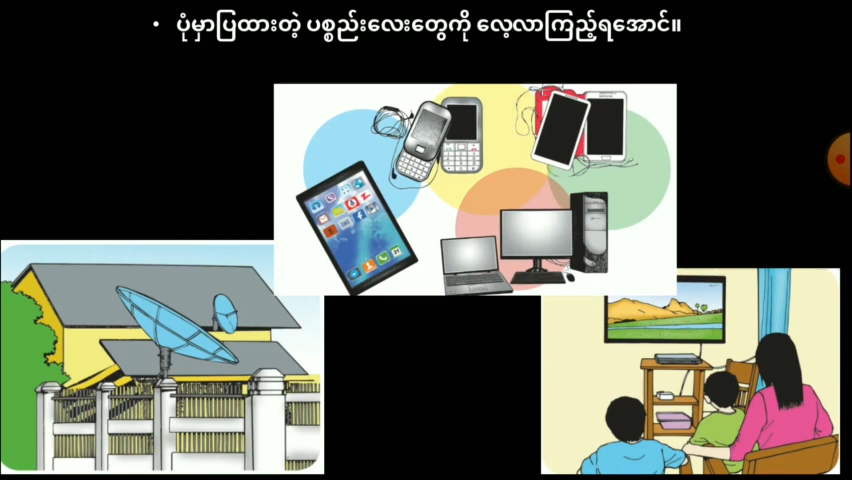 • ပုံမှာပြထားတဲ့ ပစ္စည်းလေးတွေကို လေ့လာကြည့်ရအောင်။